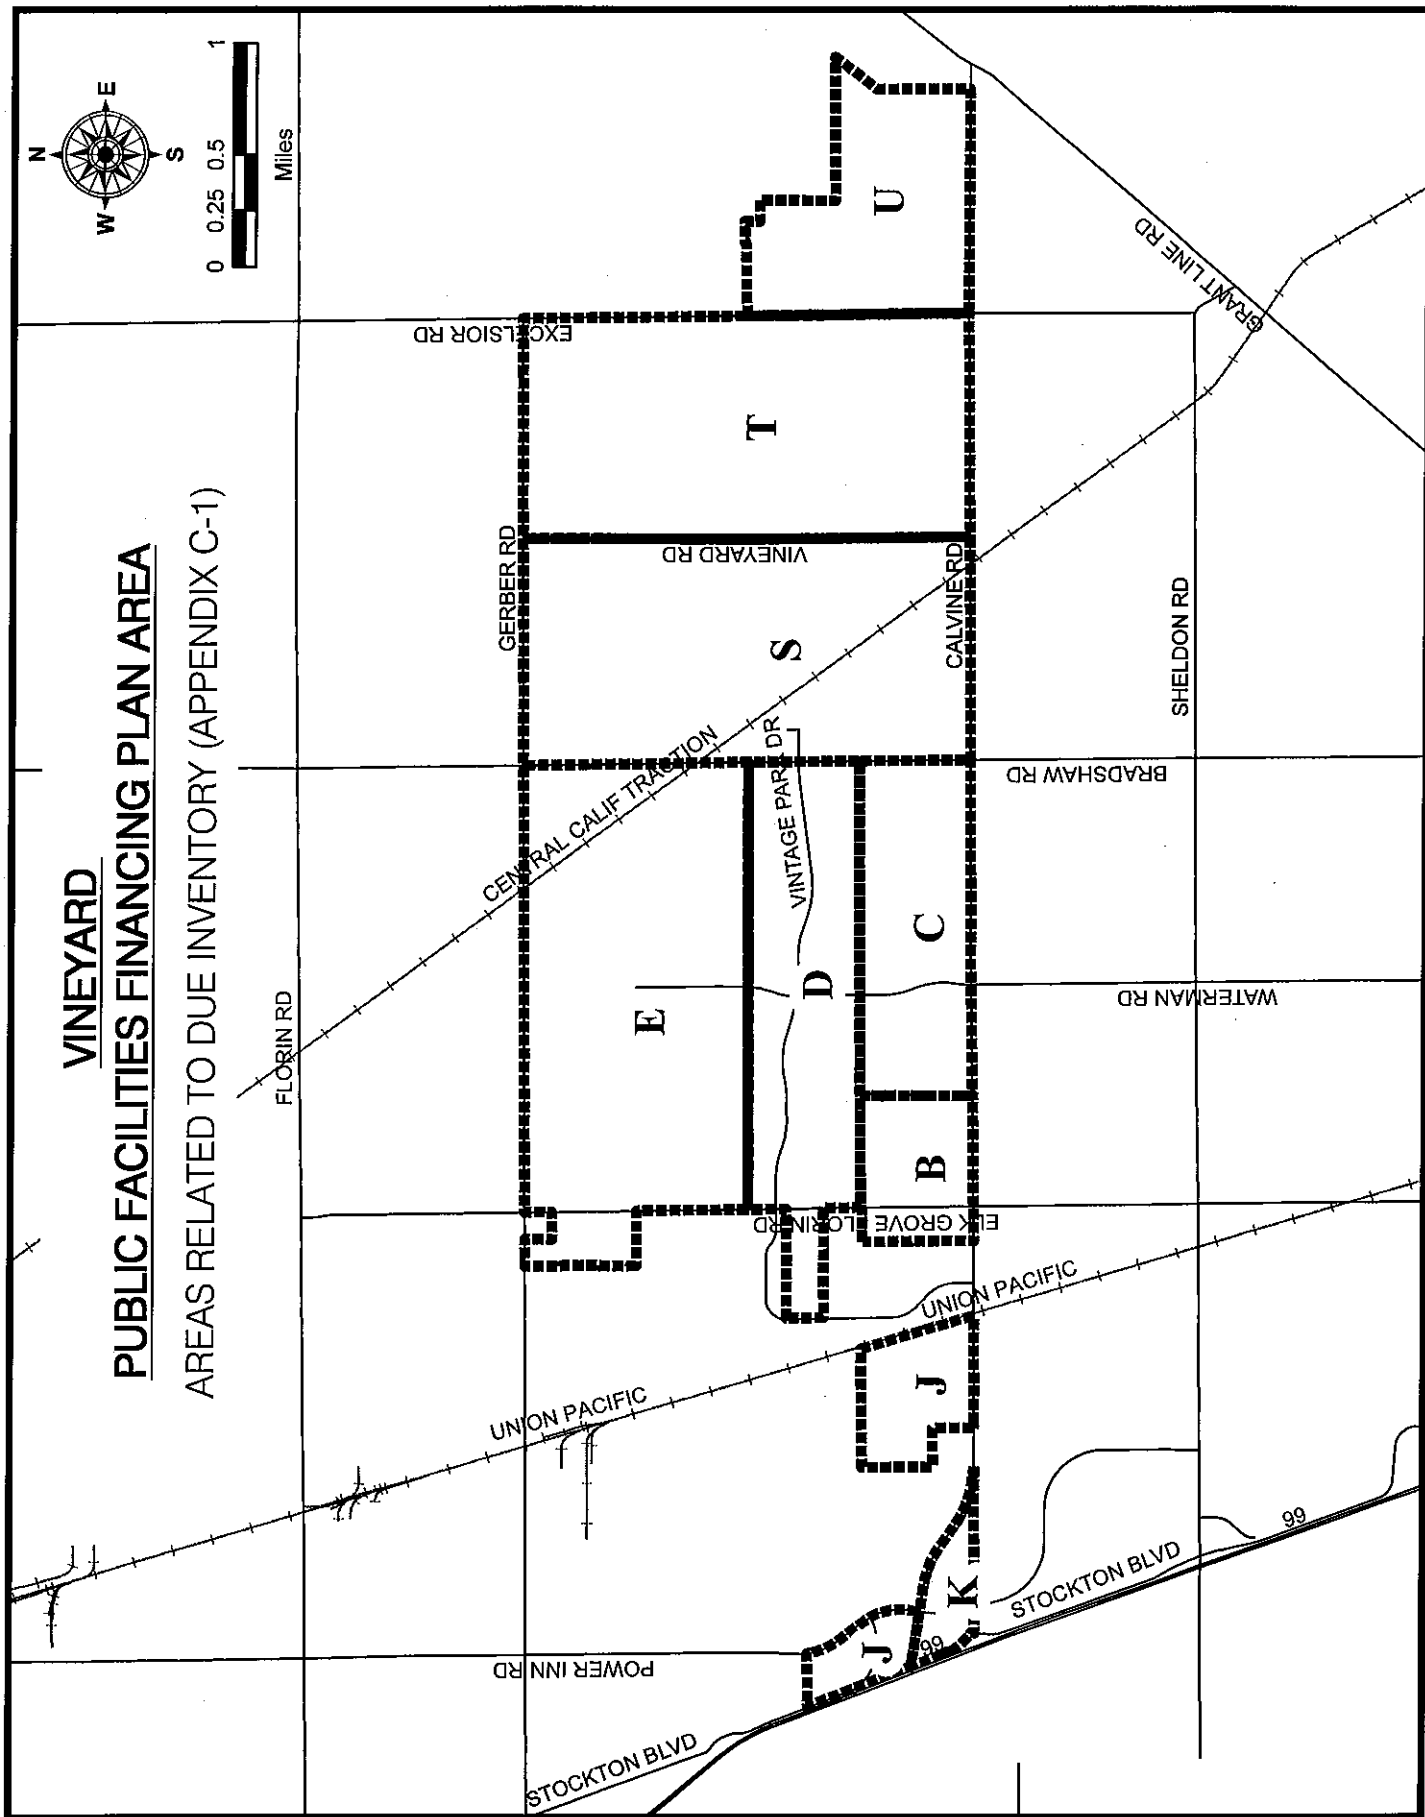 VINEYARD
PUBLIC FACILITIES FINANCING PLAN AREA
AREAS RELATED TO DUE INVENTORY (APPENDIX C-1)
N
W
E
S
0 0.25 0.5 1
Miles
FLORIN RD
GERBER RD
EXCELSIOR RD
CENTRAL CALIF TRACTION
VINEYARD RD
UNION PACIFIC
POWER INN RD
STOCKTON BLVD
E
T
S
U
D
VINTAGE PARK DR
C
B
ELK GROVE FLORIN RD
CALVINE RD
J
UNION PACIFIC
J
K
99
STOCKTON BLVD
99
BRADSHAW RD
WATERMAN RD
SHELDON RD
GRANT LINE RD